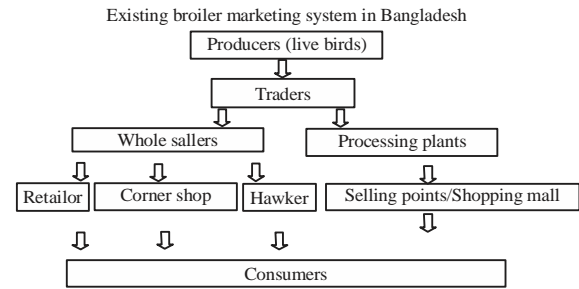 Existing broiler marketing system in Bangladesh
Producers (live birds)
Traders
Whole sallers
Processing plants
Retailor
Corner shop
Hawker
Selling points/Shopping mall
Consumers